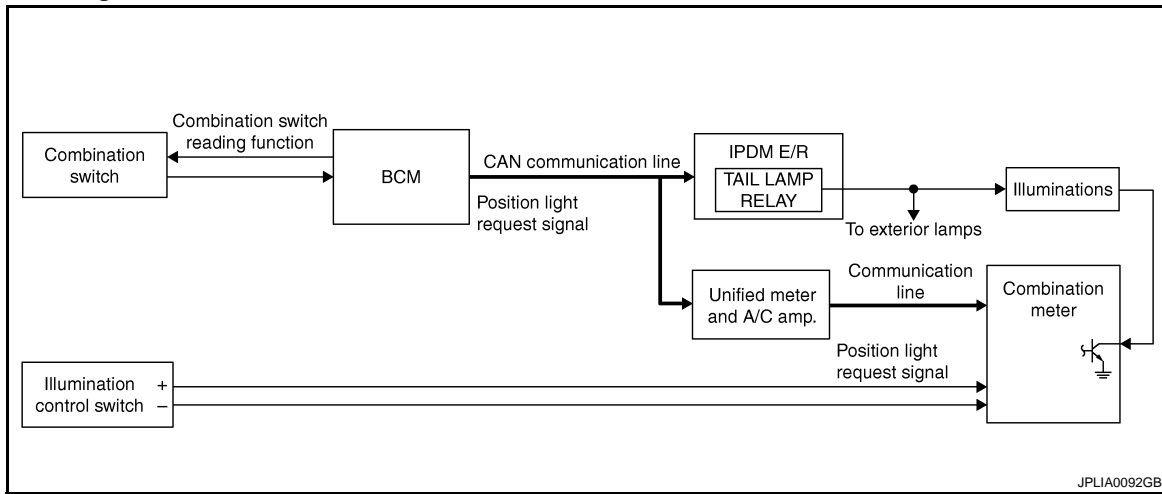 Combination switch
reading function
Combination
switch
BCM
CAN communication line
Position light
request signal
IPDM E/R
TAIL LAMP
RELAY
Illuminations
To exterior lamps
Unified meter
and A/C amp.
Communication
line
Combination
meter
Position light
request signal
Illumination
control switch
+
–
JPLIA0092GB